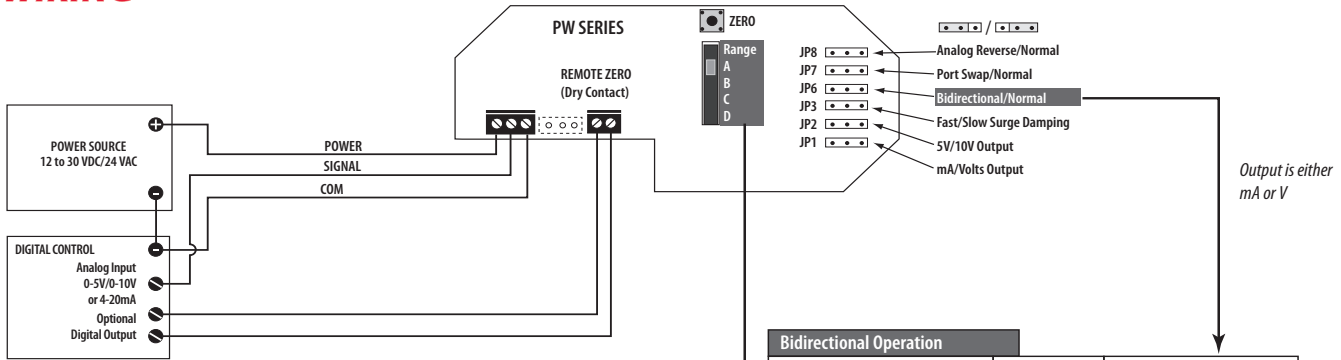 PW SERIES
ZERO
REMOTE ZERO
(Dry Contact)
Range
A
B
C
D
JP8
JP7
JP6
JP3
JP2
JP1
/
Analog Reverse/Normal
Port Swap/Normal
Bidirectional/Normal
Fast/Slow Surge Damping
5V/10V Output
mA/Volts Output
Output is either
mA or V
POWER SOURCE
12 to 30 VDC/24 VAC
POWER
SIGNAL
COM
DIGITAL CONTROL
Analog Input
0-5V/0-10V
or 4-20mA
Optional
Digital Output
Bidirectional Operation